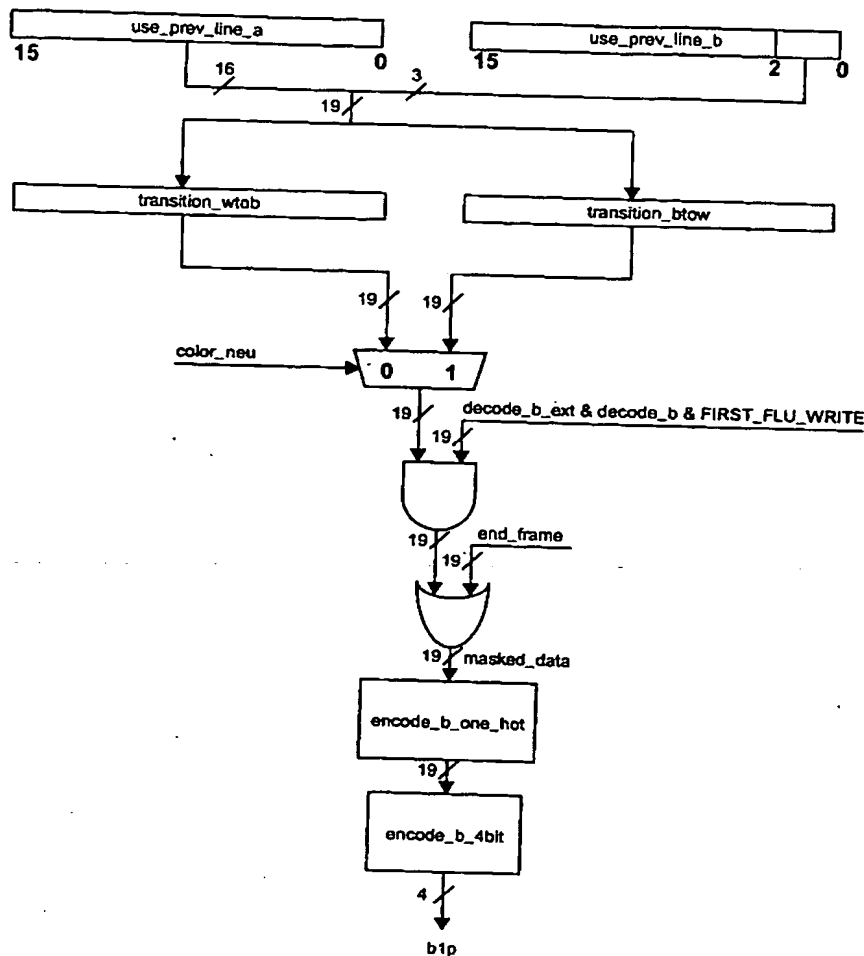 use_prev_line_a
use_prev_line_b
15
0
15
2
0
16
3
19
transition_wtob
transition_btow
19
19
color_neu
0
1
19
decode_b_ext & decode_b & FIRST_FLU_WRITE
19
19
end_frame
19
19
masked_data
encode_b_one_hot
19
encode_b_4bit
4
b1p